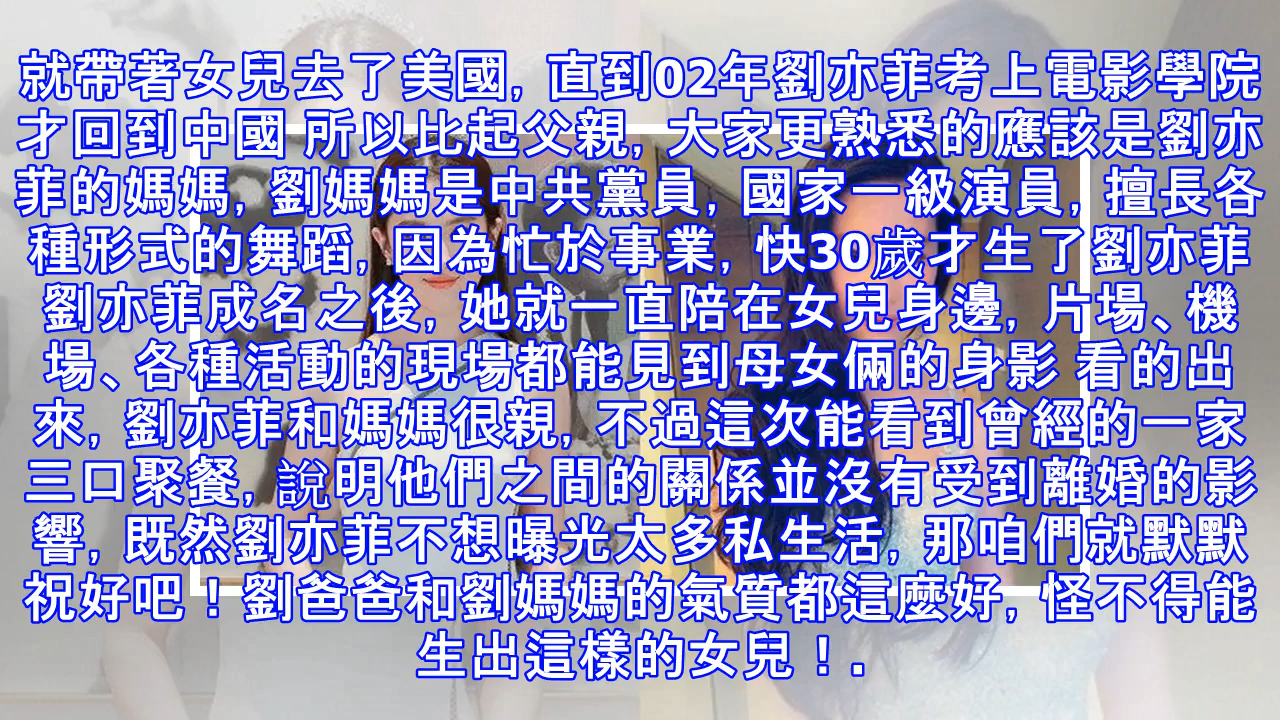 就帶著女兒去了美國, 直到02年劉亦菲考上電影學院
才回到中國 所以比起父親, 大家更熟悉的應該是劉亦
菲的媽媽, 劉媽媽是中共黨員, 國家一級演員, 擅長各
種形式的舞蹈, 因為忙於事業, 快30歲才生了劉亦菲
劉亦菲成名之後, 她就一直陪在女兒身邊, 片場、機
場、各種活動的現場都能見到母女倆的身影 看的出
來, 劉亦菲和媽媽很親, 不過這次能看到曾經的一家
三口聚餐, 說明他們之間的關係並沒有受到離婚的影
響, 既然劉亦菲不想曝光太多私生活, 那咱們就默默
祝好吧！劉爸爸和劉媽媽的氣質都這麼好, 怪不得能
生出這樣的女兒！.